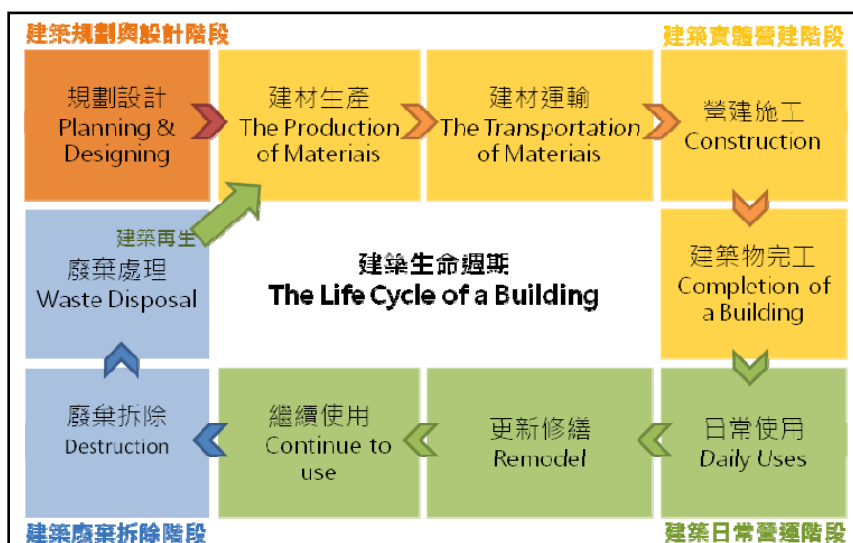 建築規劃與設計階段
建築實體營建階段
規劃設計
Planning &
Designing
建材生產
The Production
of Materiais
建材運輸
The Transportation
of Materiais
營建施工
Construction
建築再生
廢棄處理
Waste Disposal
建築生命週期
The Life Cycle of a Building
建築物完工
Completion of
a Building
廢棄拆除
Destruction
繼續使用
Continue to
use
更新修繕
Remodel
日常使用
Daily Uses
建築廢棄拆除階段
建築日常營運階段